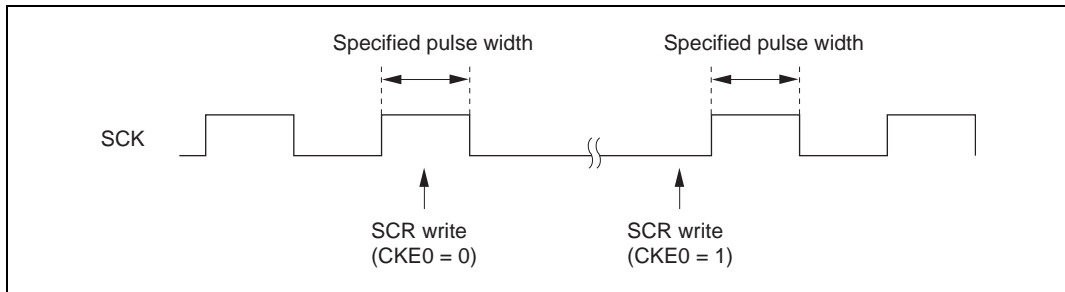 Specified pulse width
Specified pulse width
SCK
SCR write
(CKE0 = 0)
SCR write
(CKE0 = 1)